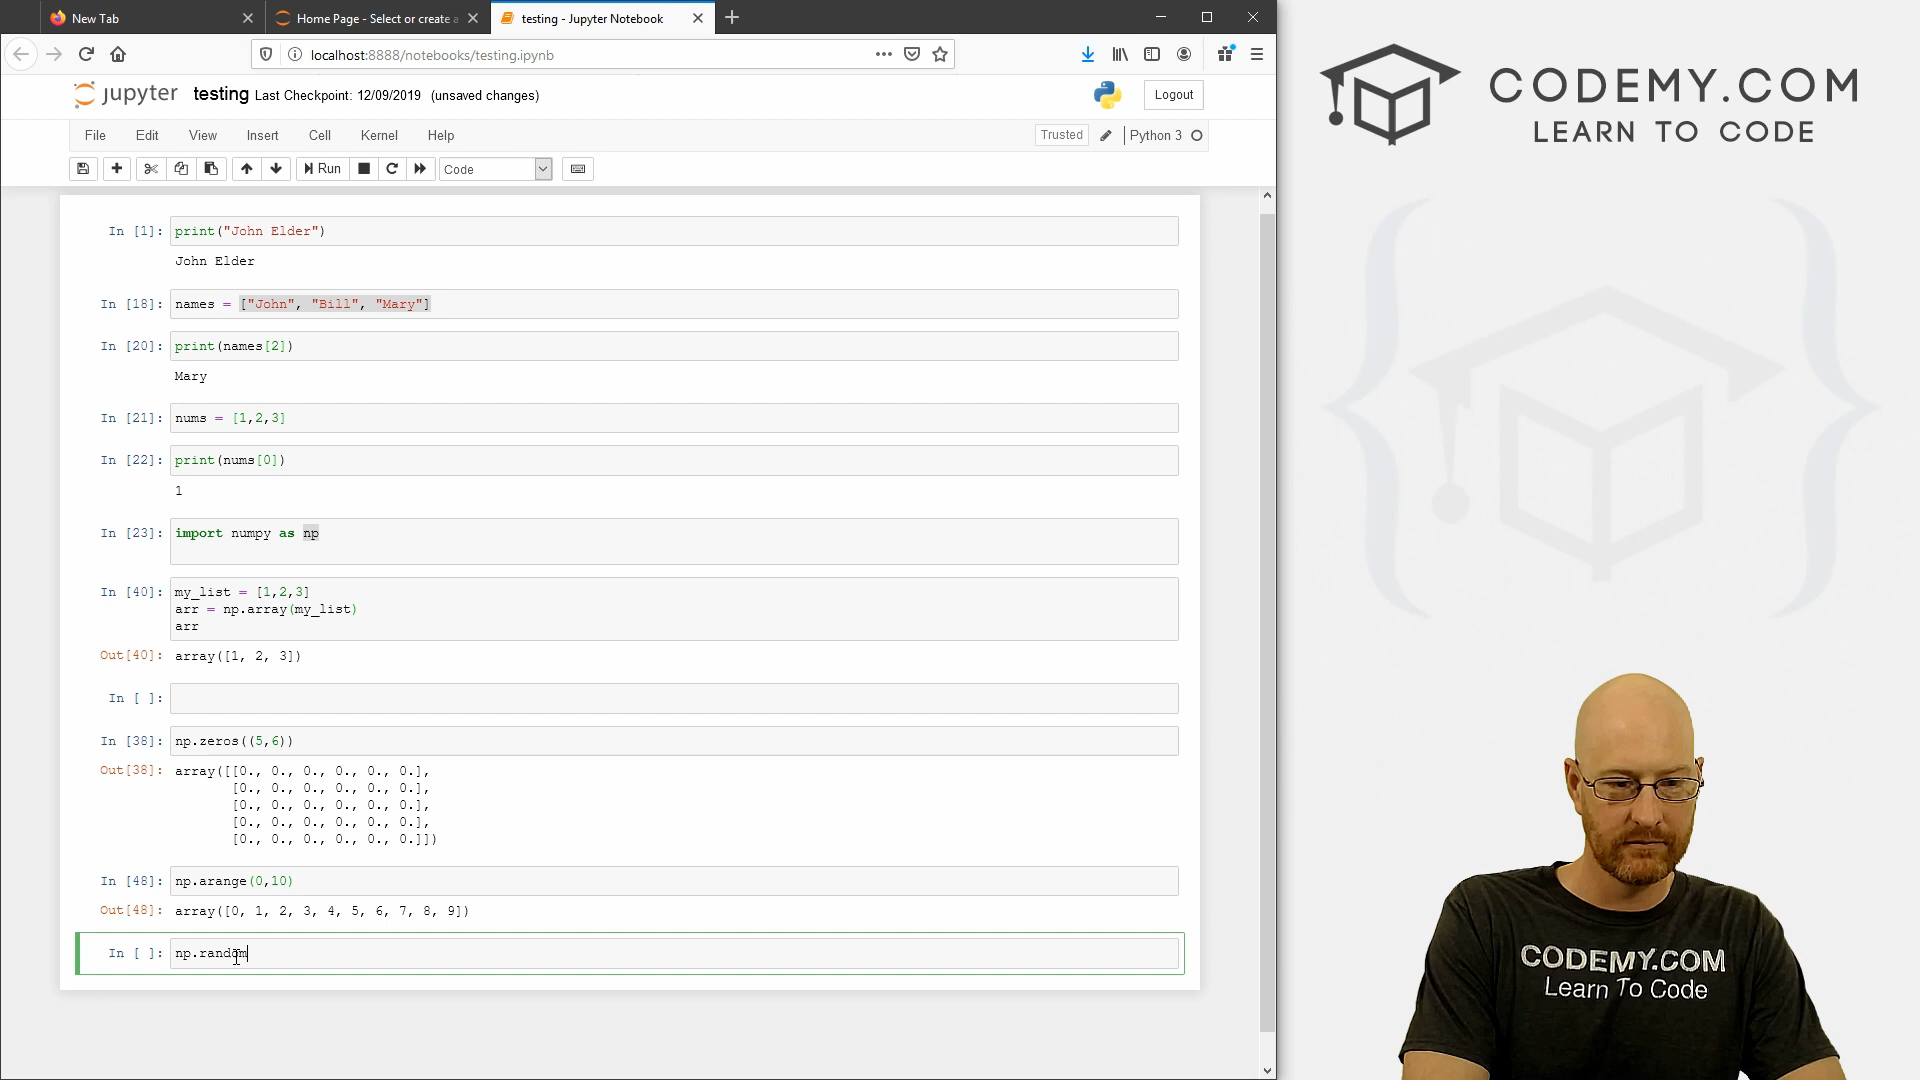 New Tab
Home Page - Select or create a
testing - Jupyter Notebook
localhost:8888/notebooks/testing.ipynb
jupyter testing Last Checkpoint: 12/09/2019 (unsaved changes)
Logout
File Edit View Insert Cell Kernel Help
Trusted
Python 3
Run
Code
In [1]: print("John Elder")
John Elder
In [18]: names = ["John", "Bill", "Mary"]
In [20]: print(names[2])
Mary
In [21]: nums = [1,2,3]
In [22]: print(nums[0])
1
In [23]: import numpy as np
In [40]: my_list = [1,2,3]
arr = np.array(my_list)
arr
Out[40]: array([1, 2, 3])
In [ ]:
In [38]: np.zeros((5,6))
Out[38]: array([[0., 0., 0., 0., 0., 0.],
[0., 0., 0., 0., 0., 0.],
[0., 0., 0., 0., 0., 0.],
[0., 0., 0., 0., 0., 0.],
[0., 0., 0., 0., 0., 0.]])
In [48]: np.arange(0,10)
Out[48]: array([0, 1, 2, 3, 4, 5, 6, 7, 8, 9])
In [ ]: np.random
CODEMY.COM
LEARN TO CODE
CODEMY.COM
Learn To Code